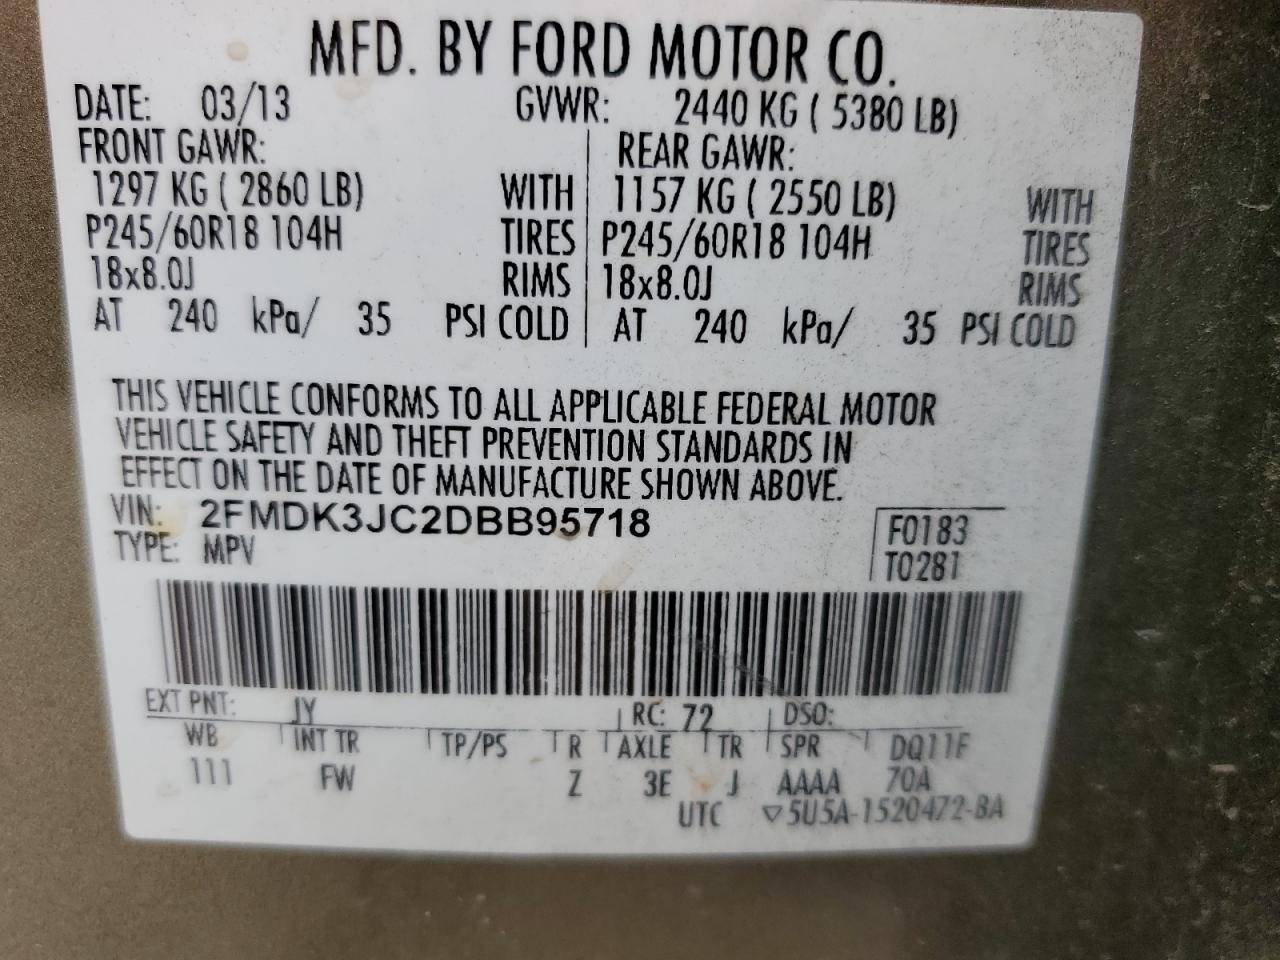 MFD. BY FORD MOTOR CO.
DATE: 03/13 GVWR: 2440 KG ( 5380 LB)
FRONT GAWR: REAR GAWR:
1297 KG ( 2860 LB) WITH 1157 KG ( 2550 LB) WITH
P245/60R18 104H TIRES P245/60R18 104H TIRES
18x8.0J RIMS 18x8.0J RIMS
AT 240 kPa/ 35 PSI COLD AT 240 kPa/ 35 PSI COLD
THIS VEHICLE CONFORMS TO ALL APPLICABLE FEDERAL MOTOR
VEHICLE SAFETY AND THEFT PREVENTION STANDARDS IN
EFFECT ON THE DATE OF MANUFACTURE SHOWN ABOVE.
VIN: 2FMDK3JC2DBB95718 F0183
TYPE: MPV T0281
EXT PNT: JY RC: 72 DSO:
WB INT TR TP/PS R AXLE TR SPR DQ11F
111 FW Z 3E J AAAA 70A
UTC ▽5U5A-1520472-BA